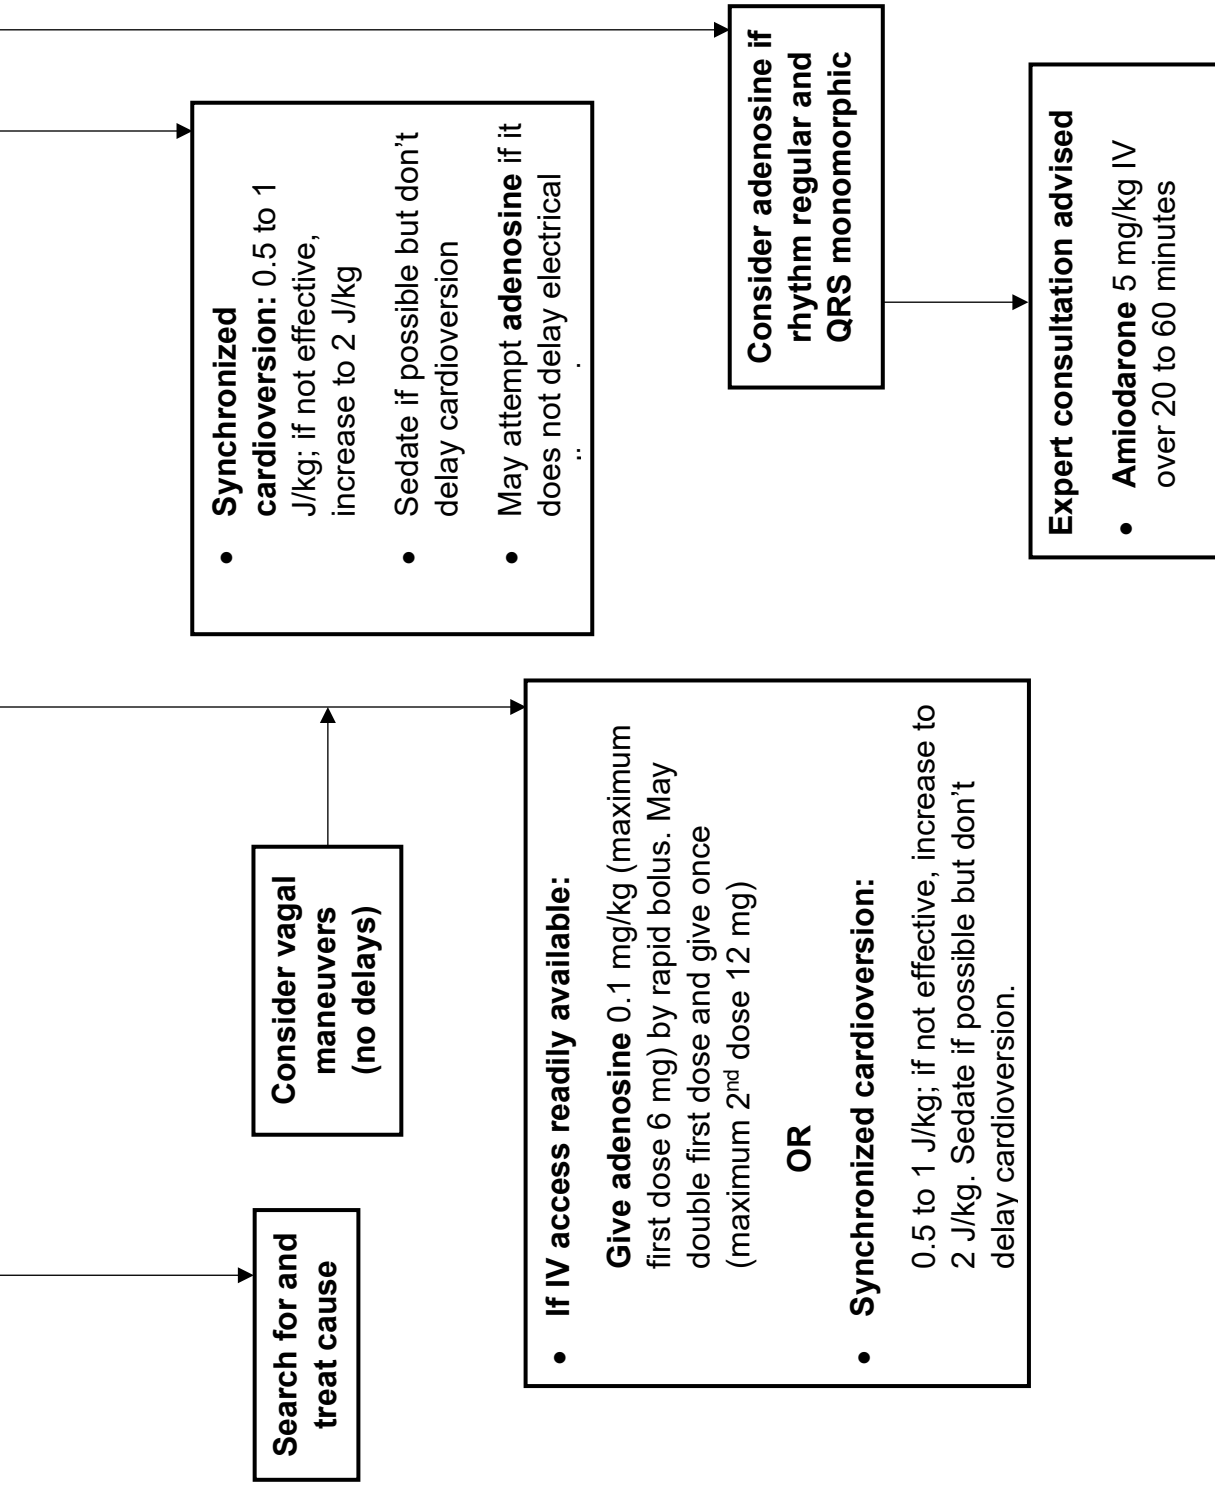 Search for and
treat cause
Consider vagal
maneuvers
(no delays)
• If IV access readily available:
Give adenosine 0.1 mg/kg (maximum
first dose 6 mg) by rapid bolus. May
double first dose and give once
(maximum 2nd dose 12 mg)
OR
• Synchronized cardioversion:
0.5 to 1 J/kg; if not effective, increase to
2 J/kg. Sedate if possible but don't
delay cardioversion.
• Synchronized
cardioversion: 0.5 to 1
J/kg; if not effective,
increase to 2 J/kg
• Sedate if possible but don't
delay cardioversion
• May attempt adenosine if it
does not delay electrical
Consider adenosine if
rhythm regular and
QRS monomorphic
Expert consultation advised
• Amiodarone 5 mg/kg IV
over 20 to 60 minutes